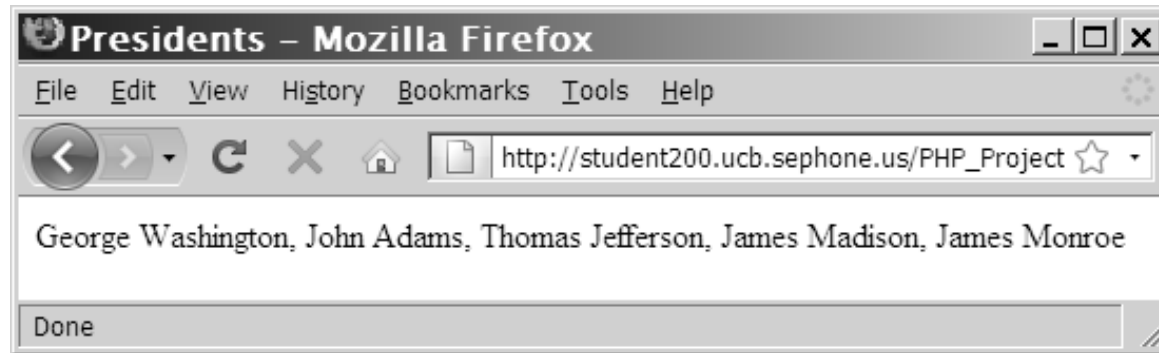 Presidents – Mozilla Firefox
File Edit View History Bookmarks Tools Help
http://student200.ucb.sephone.us/PHP_Project
George Washington, John Adams, Thomas Jefferson, James Madison, James Monroe
Done